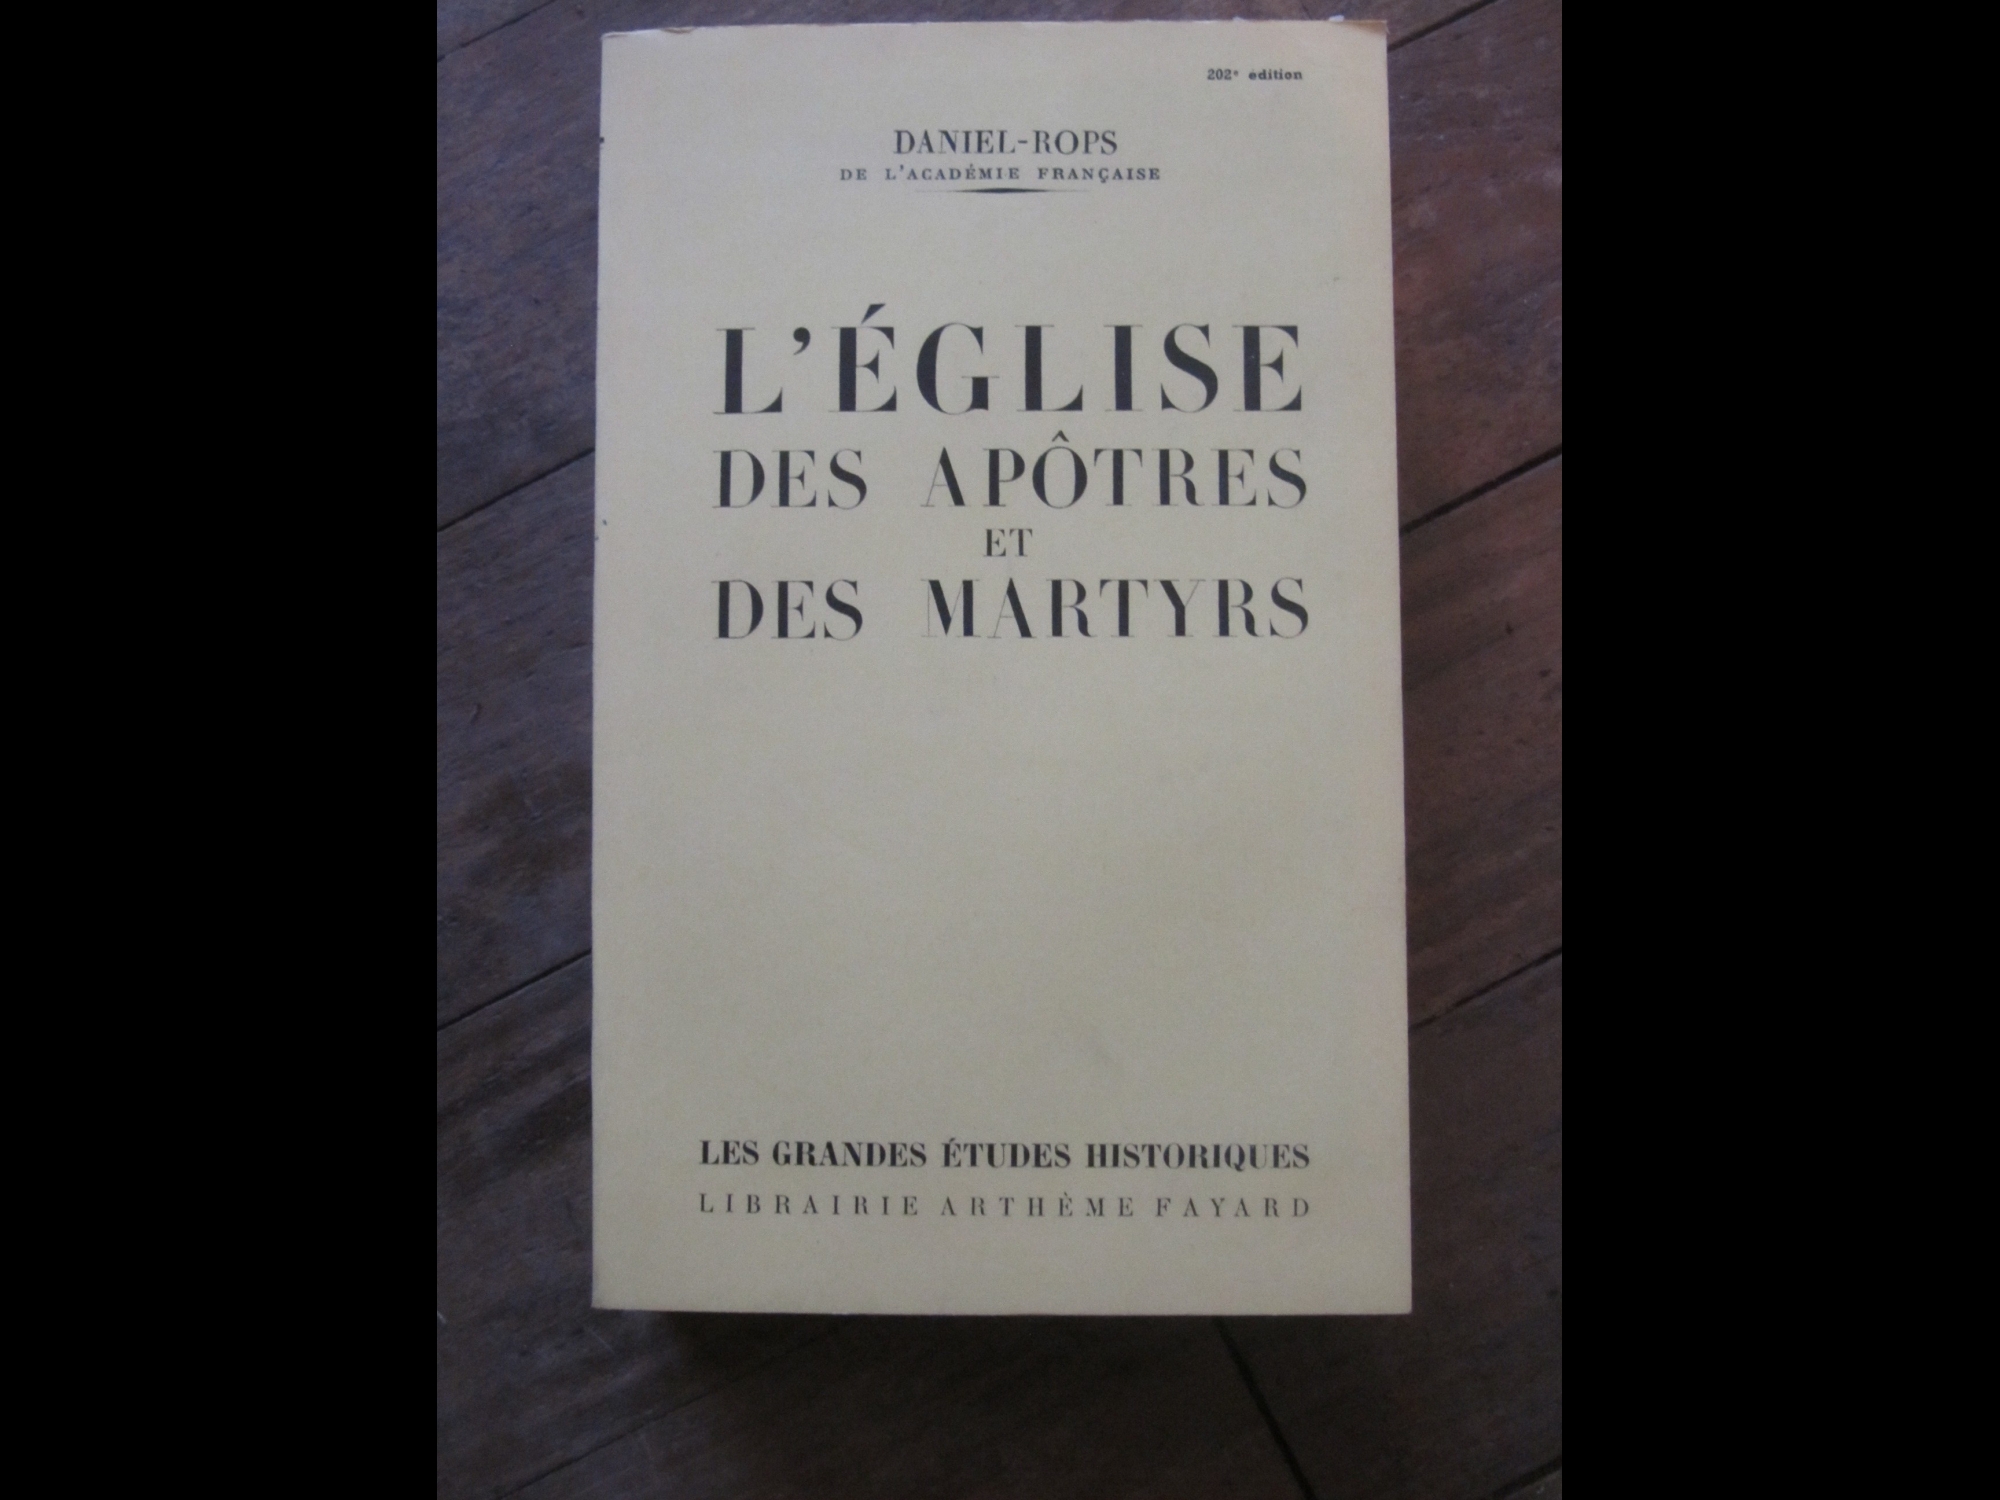 202e édition
DANIEL-ROPS
DE L'ACADÉMIE FRANÇAISE
L'ÉGLISE
DES APÔTRES
ET
DES MARTYRS
LES GRANDES ÉTUDES HISTORIQUES
LIBRAIRIE ARTHÈME FAYARD